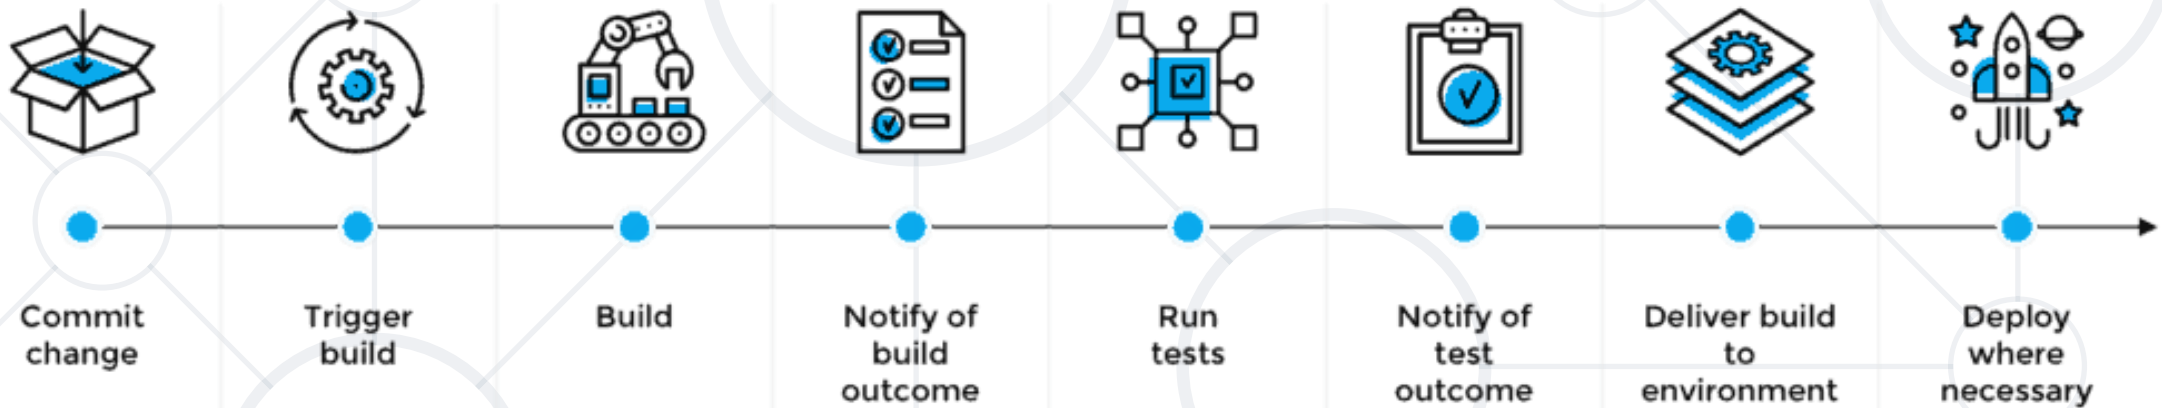 Commit
change
Trigger
build
Build
Notify of
build
outcome
Run
tests
Notify of
test
outcome
Deliver build
to
environment
Deploy
where
necessary